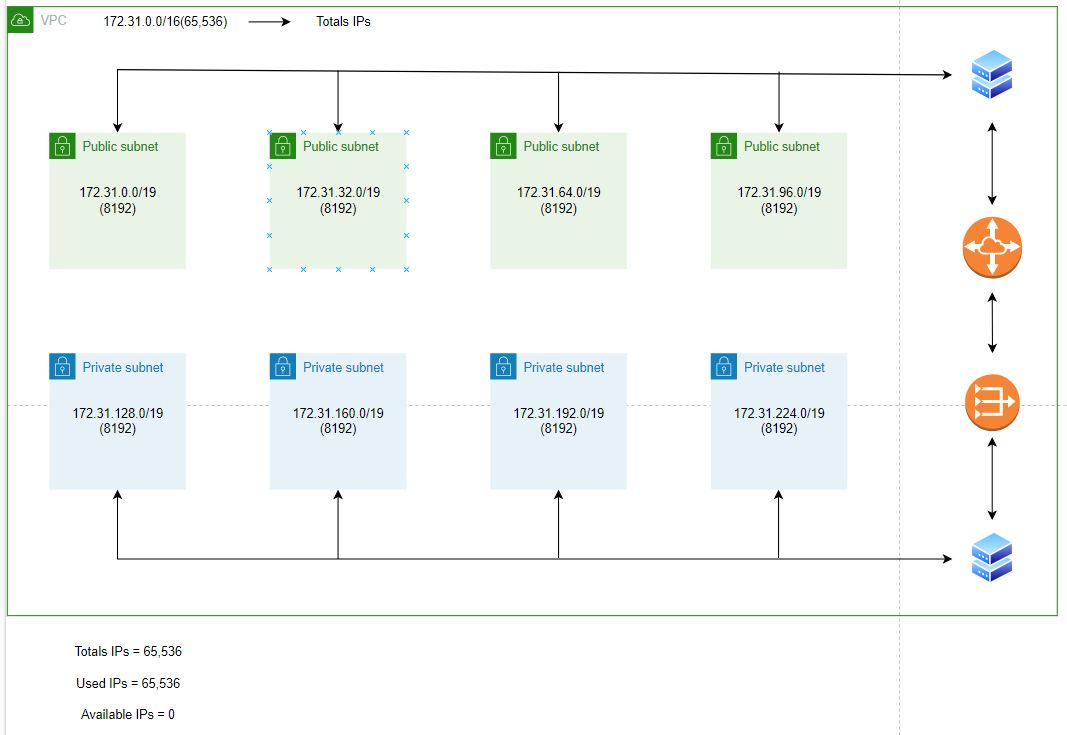 VPC
172.31.0.0/16(65,536)
Totals IPs
Public subnet
172.31.0.0/19
(8192)
Public subnet
172.31.32.0/19
(8192)
Public subnet
172.31.64.0/19
(8192)
Public subnet
172.31.96.0/19
(8192)
Private subnet
172.31.128.0/19
(8192)
Private subnet
172.31.160.0/19
(8192)
Private subnet
172.31.192.0/19
(8192)
Private subnet
172.31.224.0/19
(8192)
Totals IPs = 65,536
Used IPs = 65,536
Available IPs = 0